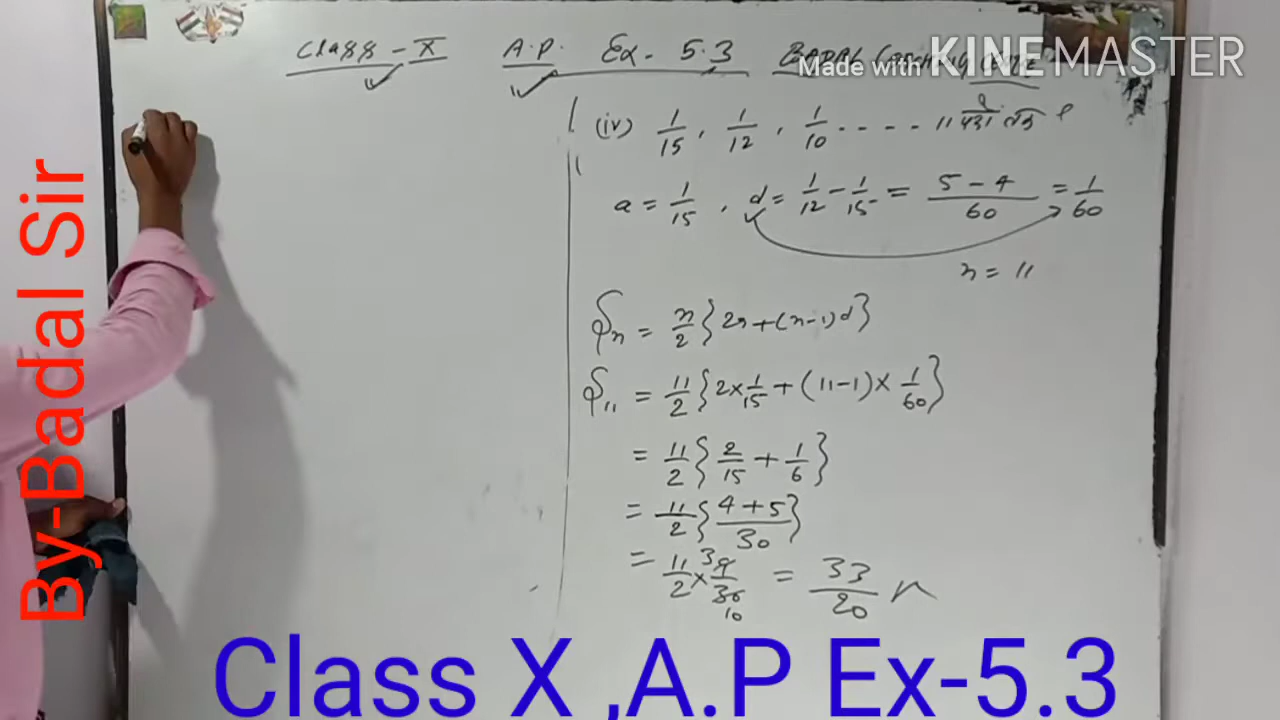 Class - X A.P. Ex - 5.3
Made with KINEMASTER
(iv) 1/15, 1/12, 1/10 . . . . 11
a = 1/15, d = 1/12 - 1/15 = (5 - 4)/60 = 1/60
n = 11
Sn = n/2 {2a + (n-1)d}
S11 = 11/2 {2 × 1/15 + (11-1) × 1/60}
= 11/2 {2/15 + 1/6}
= 11/2 {(4 + 5)/30}
= 11/2 × 9/30 3 10 = 33/20
By-Badal Sir
Class X ,A.P Ex-5.3